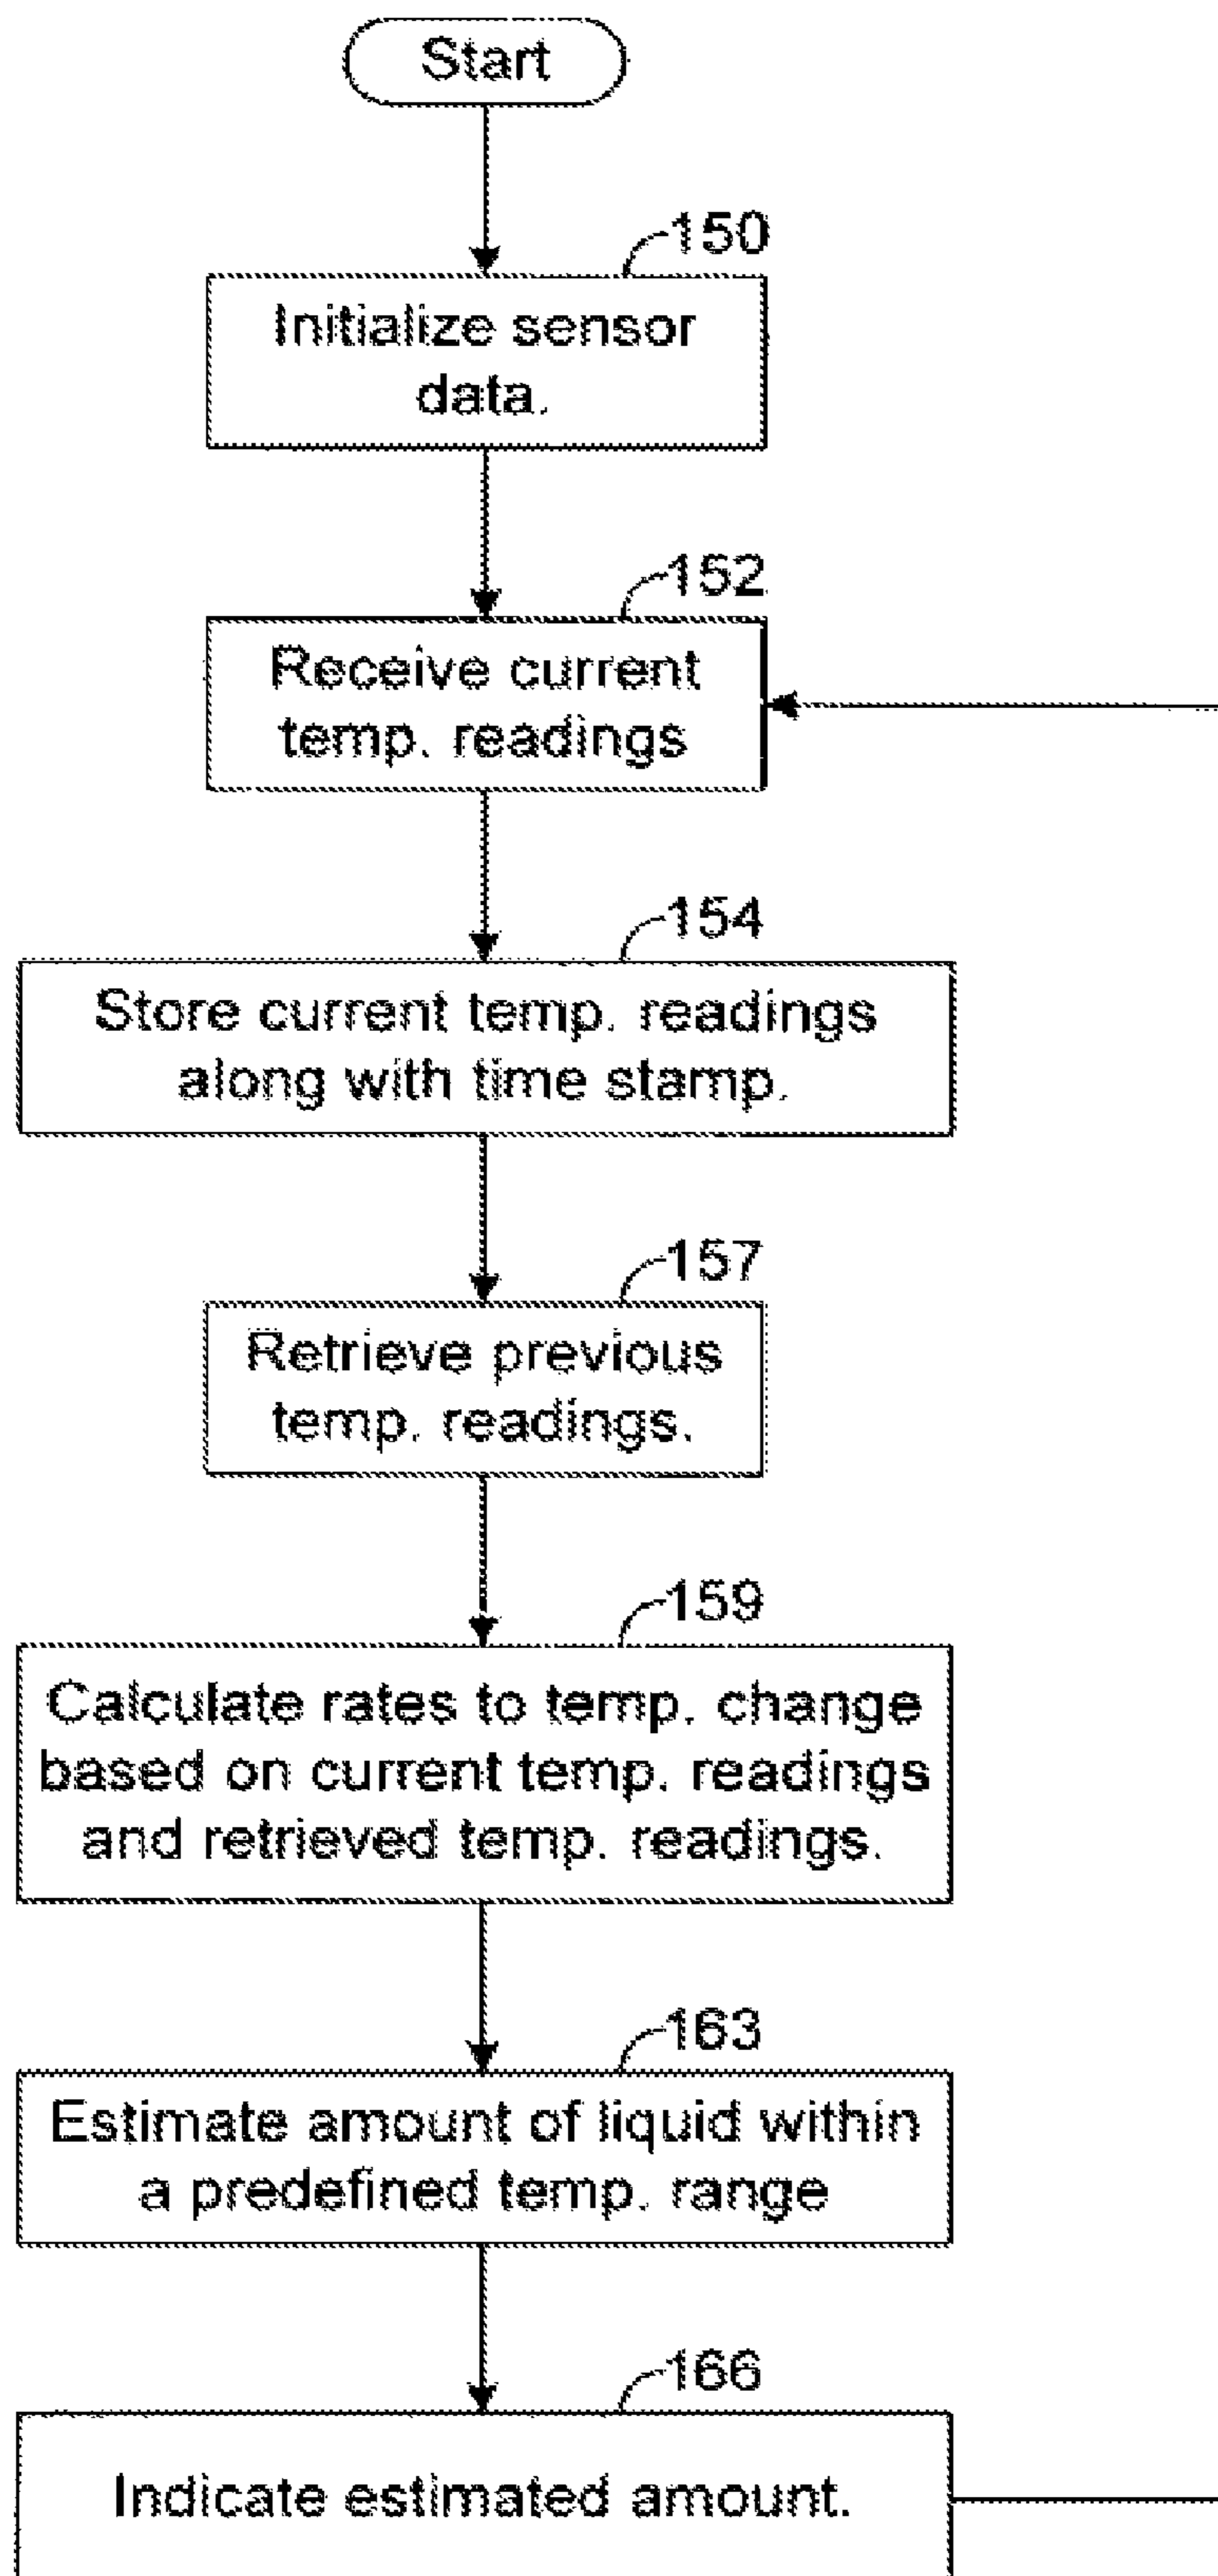 Start
150
Initialize sensor
data.
152
Receive current
temp. readings
154
Store current temp. readings
along with time stamp.
157
Retrieve previous
temp. readings.
159
Calculate rates to temp. change
based on current temp. readings
and retrieved temp. readings.
163
Estimate amount of liquid within
a predefined temp. range
166
Indicate estimated amount.